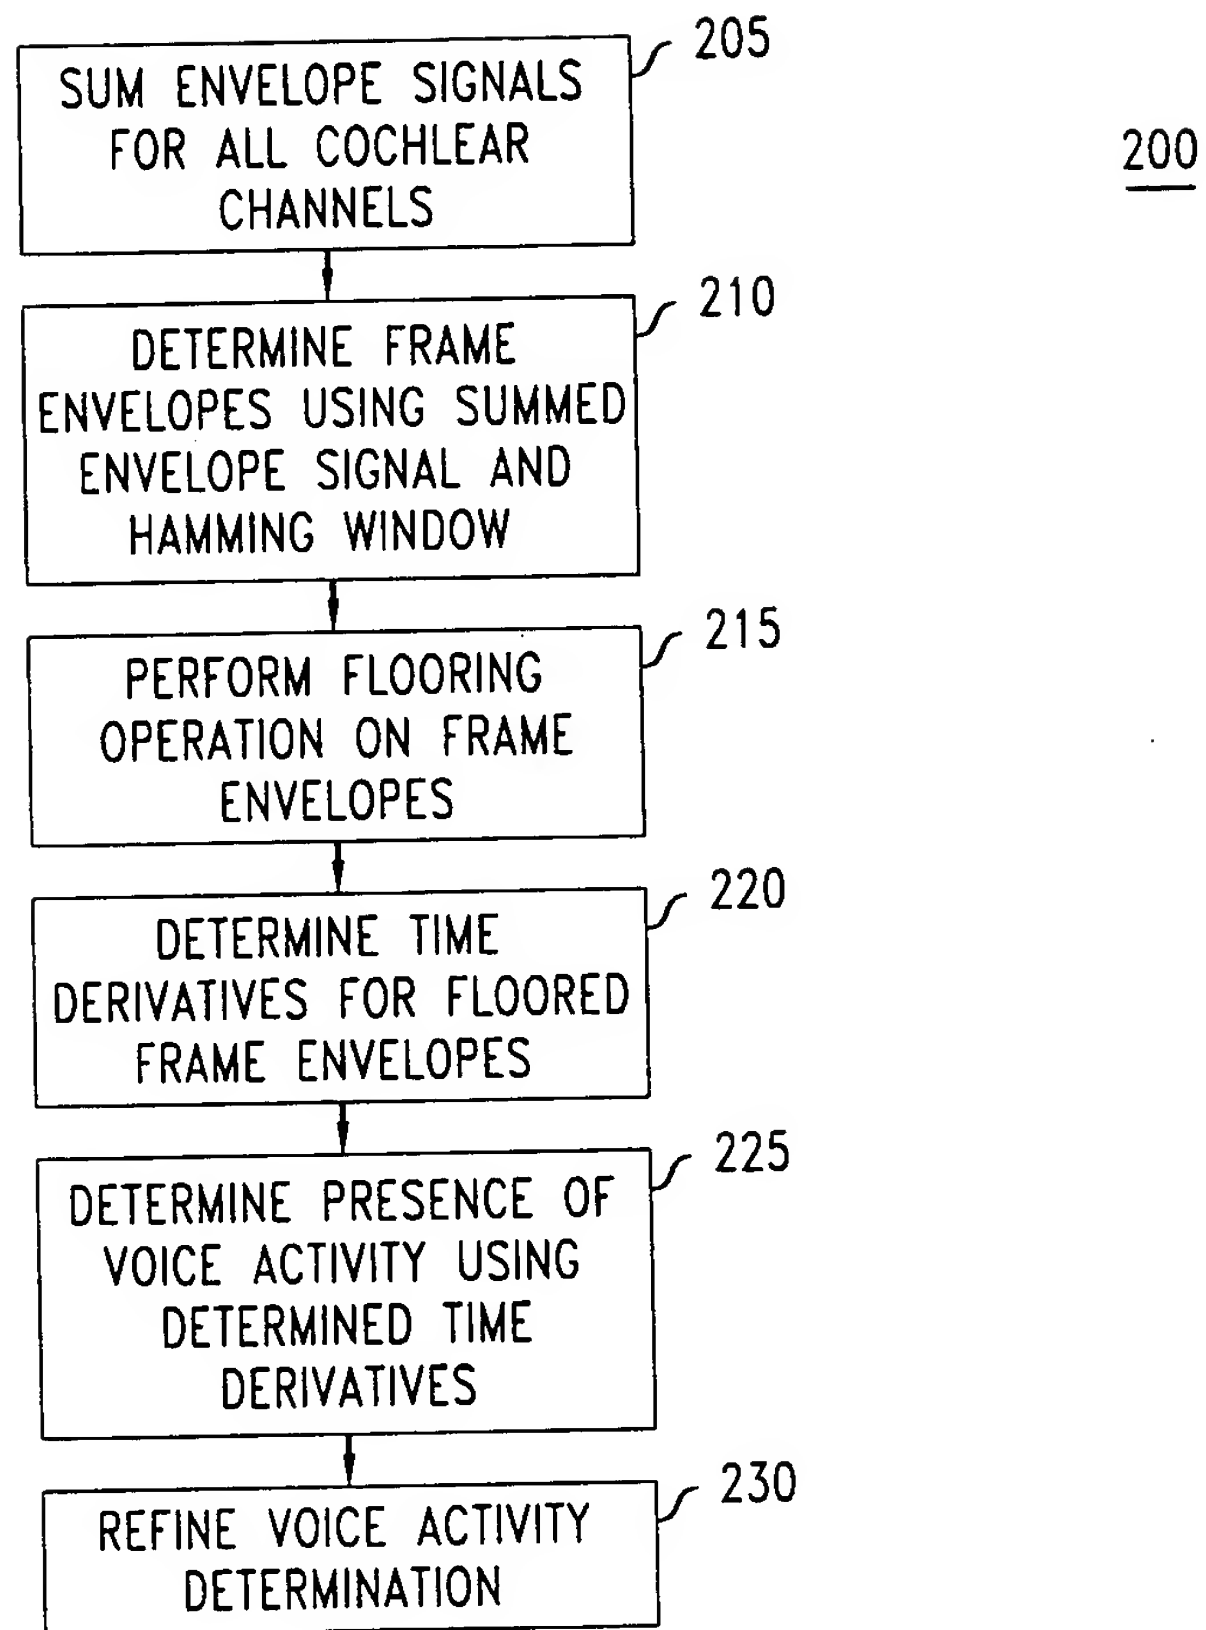 205
SUM ENVELOPE SIGNALS
FOR ALL COCHLEAR
CHANNELS
200
210
DETERMINE FRAME
ENVELOPES USING SUMMED
ENVELOPE SIGNAL AND
HAMMING WINDOW
215
PERFORM FLOORING
OPERATION ON FRAME
ENVELOPES
220
DETERMINE TIME
DERIVATIVES FOR FLOORED
FRAME ENVELOPES
225
DETERMINE PRESENCE OF
VOICE ACTIVITY USING
DETERMINED TIME
DERIVATIVES
230
REFINE VOICE ACTIVITY
DETERMINATION